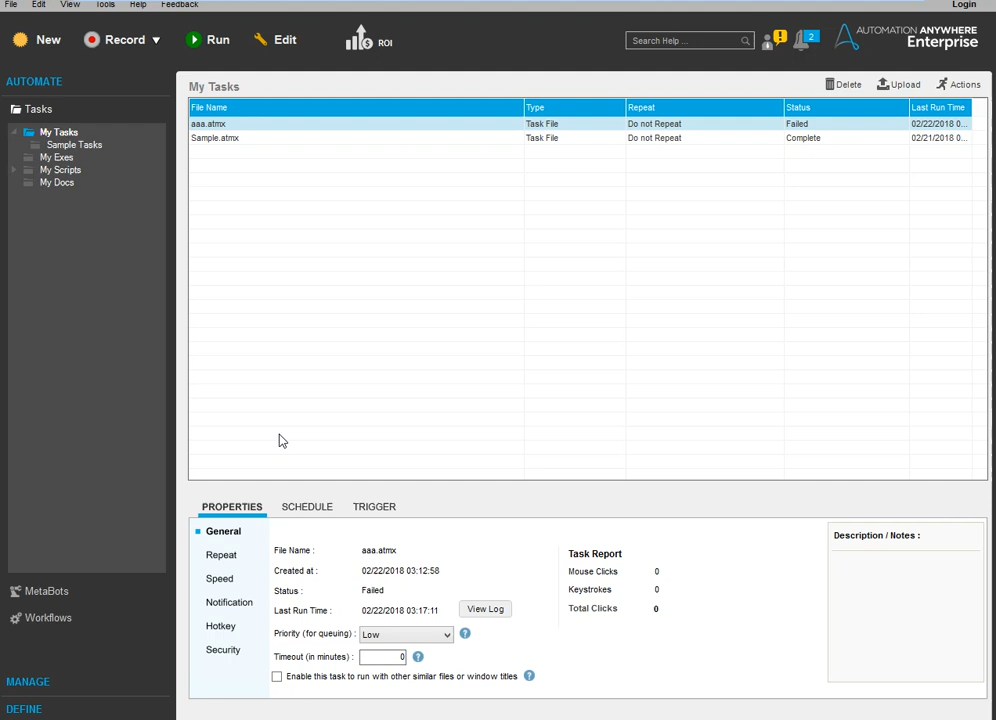 File Edit View Tools Help Feedback Login
New Record Run Edit ROI Search Help ... ! 2 AUTOMATION ANYWHERE
Enterprise
AUTOMATE
Tasks
My Tasks
Sample Tasks
My Exes
My Scripts
My Docs
MetaBots
Workflows
MANAGE
DEFINE
My Tasks Delete Upload Actions
File Name Type Repeat Status Last Run Time
aaa.atmx Task File Do not Repeat Failed 02/22/2018 0...
Sample.atmx Task File Do not Repeat Complete 02/21/2018 0...
PROPERTIES SCHEDULE TRIGGER
General
Repeat
Speed
Notification
Hotkey
Security
File Name : aaa.atmx
Created at : 02/22/2018 03:12:58
Status : Failed
Last Run Time : 02/22/2018 03:17:11 View Log
Priority (for queuing) : Low ?
Timeout (in minutes) : 0 ?
Enable this task to run with other similar files or window titles ?
Task Report
Mouse Clicks 0
Keystrokes 0
Total Clicks 0
Description / Notes :